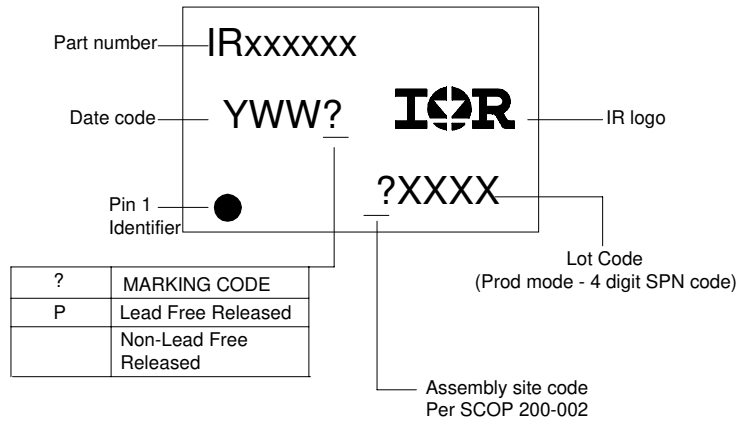 Part number
IRxxxxxx
Date code
YWW?
IOR
IR logo
Pin 1
Identifier
?XXXX
Lot Code
(Prod mode - 4 digit SPN code)
? MARKING CODE
P Lead Free Released
Non-Lead Free
Released
Assembly site code
Per SCOP 200-002